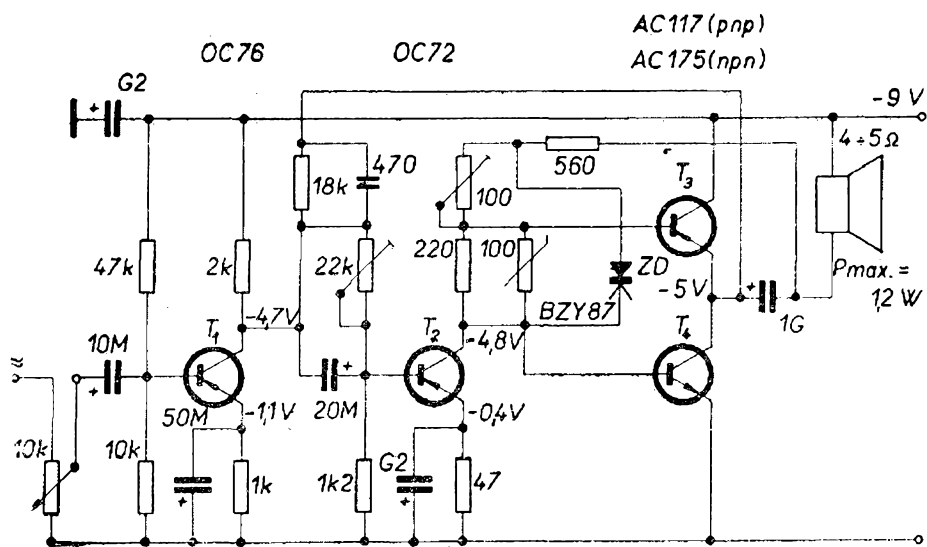 AC117(pnp)
OC76
OC72
AC175(npn)
G2
-9 V
4÷5Ω
470
18k
560
T3
100
47k
2k
22k
220
100
ZD
-5V
Pmax. =
1,2 W
-4,7V
BZY87
1G
10M
T1
T2
-4,8V
T4
≈
50M
-1,1V
20M
-0,4V
10k
10k
1k
1k2
G2
47